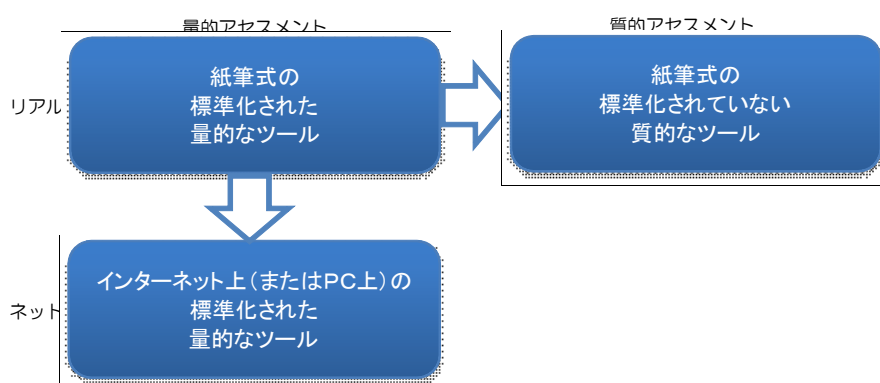 量的アセスメント
質的アセスメント
リアル
紙筆式の
標準化された
量的なツール
紙筆式の
標準化されていない
質的なツール
ネット
インターネット上(またはPC上)の
標準化された
量的なツール